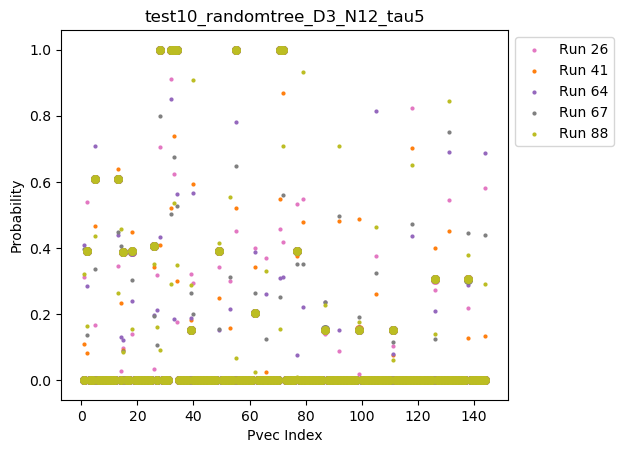 test10_randomtree_D3_N12_tau5
1.0
0.8
0.6
0.4
0.2
0.0
Probability
0 20 40 60 80 100 120 140
Pvec Index
Run 26
Run 41
Run 64
Run 67
Run 88